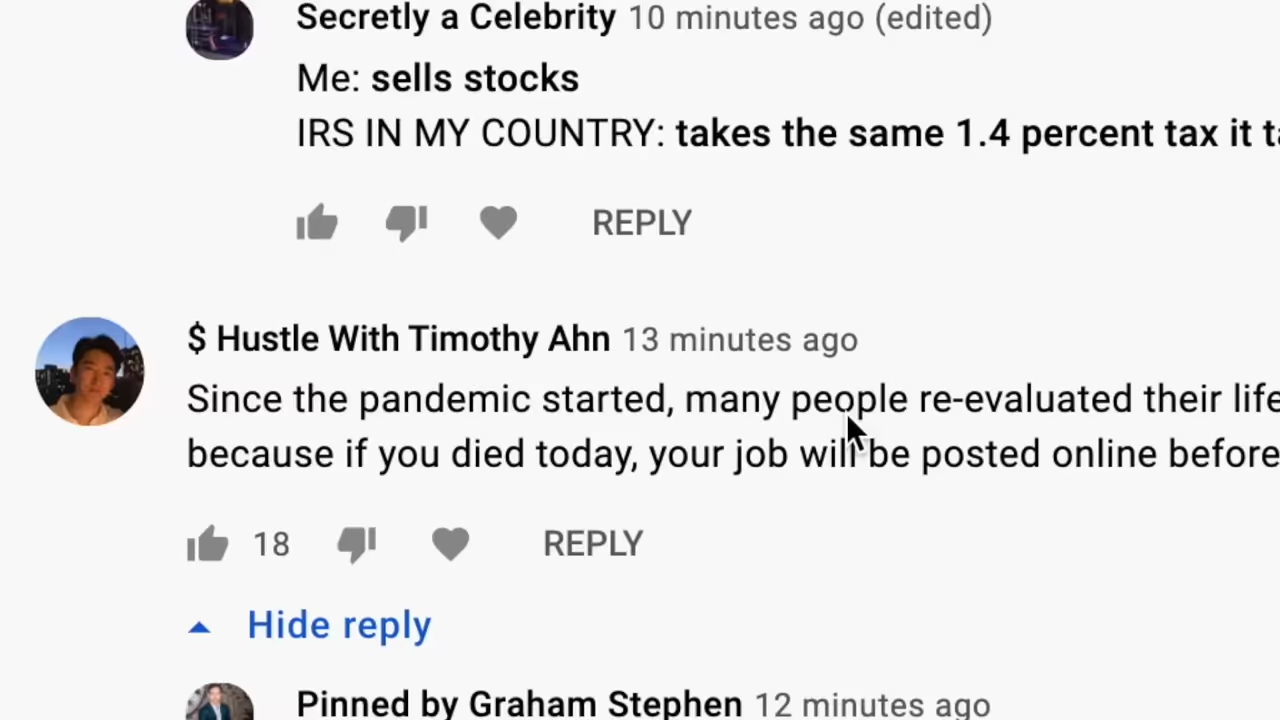 Secretly a Celebrity 10 minutes ago (edited)
Me: sells stocks
IRS IN MY COUNTRY: takes the same 1.4 percent tax it
REPLY
$ Hustle With Timothy Ahn 13 minutes ago
Since the pandemic started, many people re-evaluated their life
because if you died today, your job will be posted online before
18 REPLY
Hide reply
Pinned by Graham Stephen 12 minutes ago